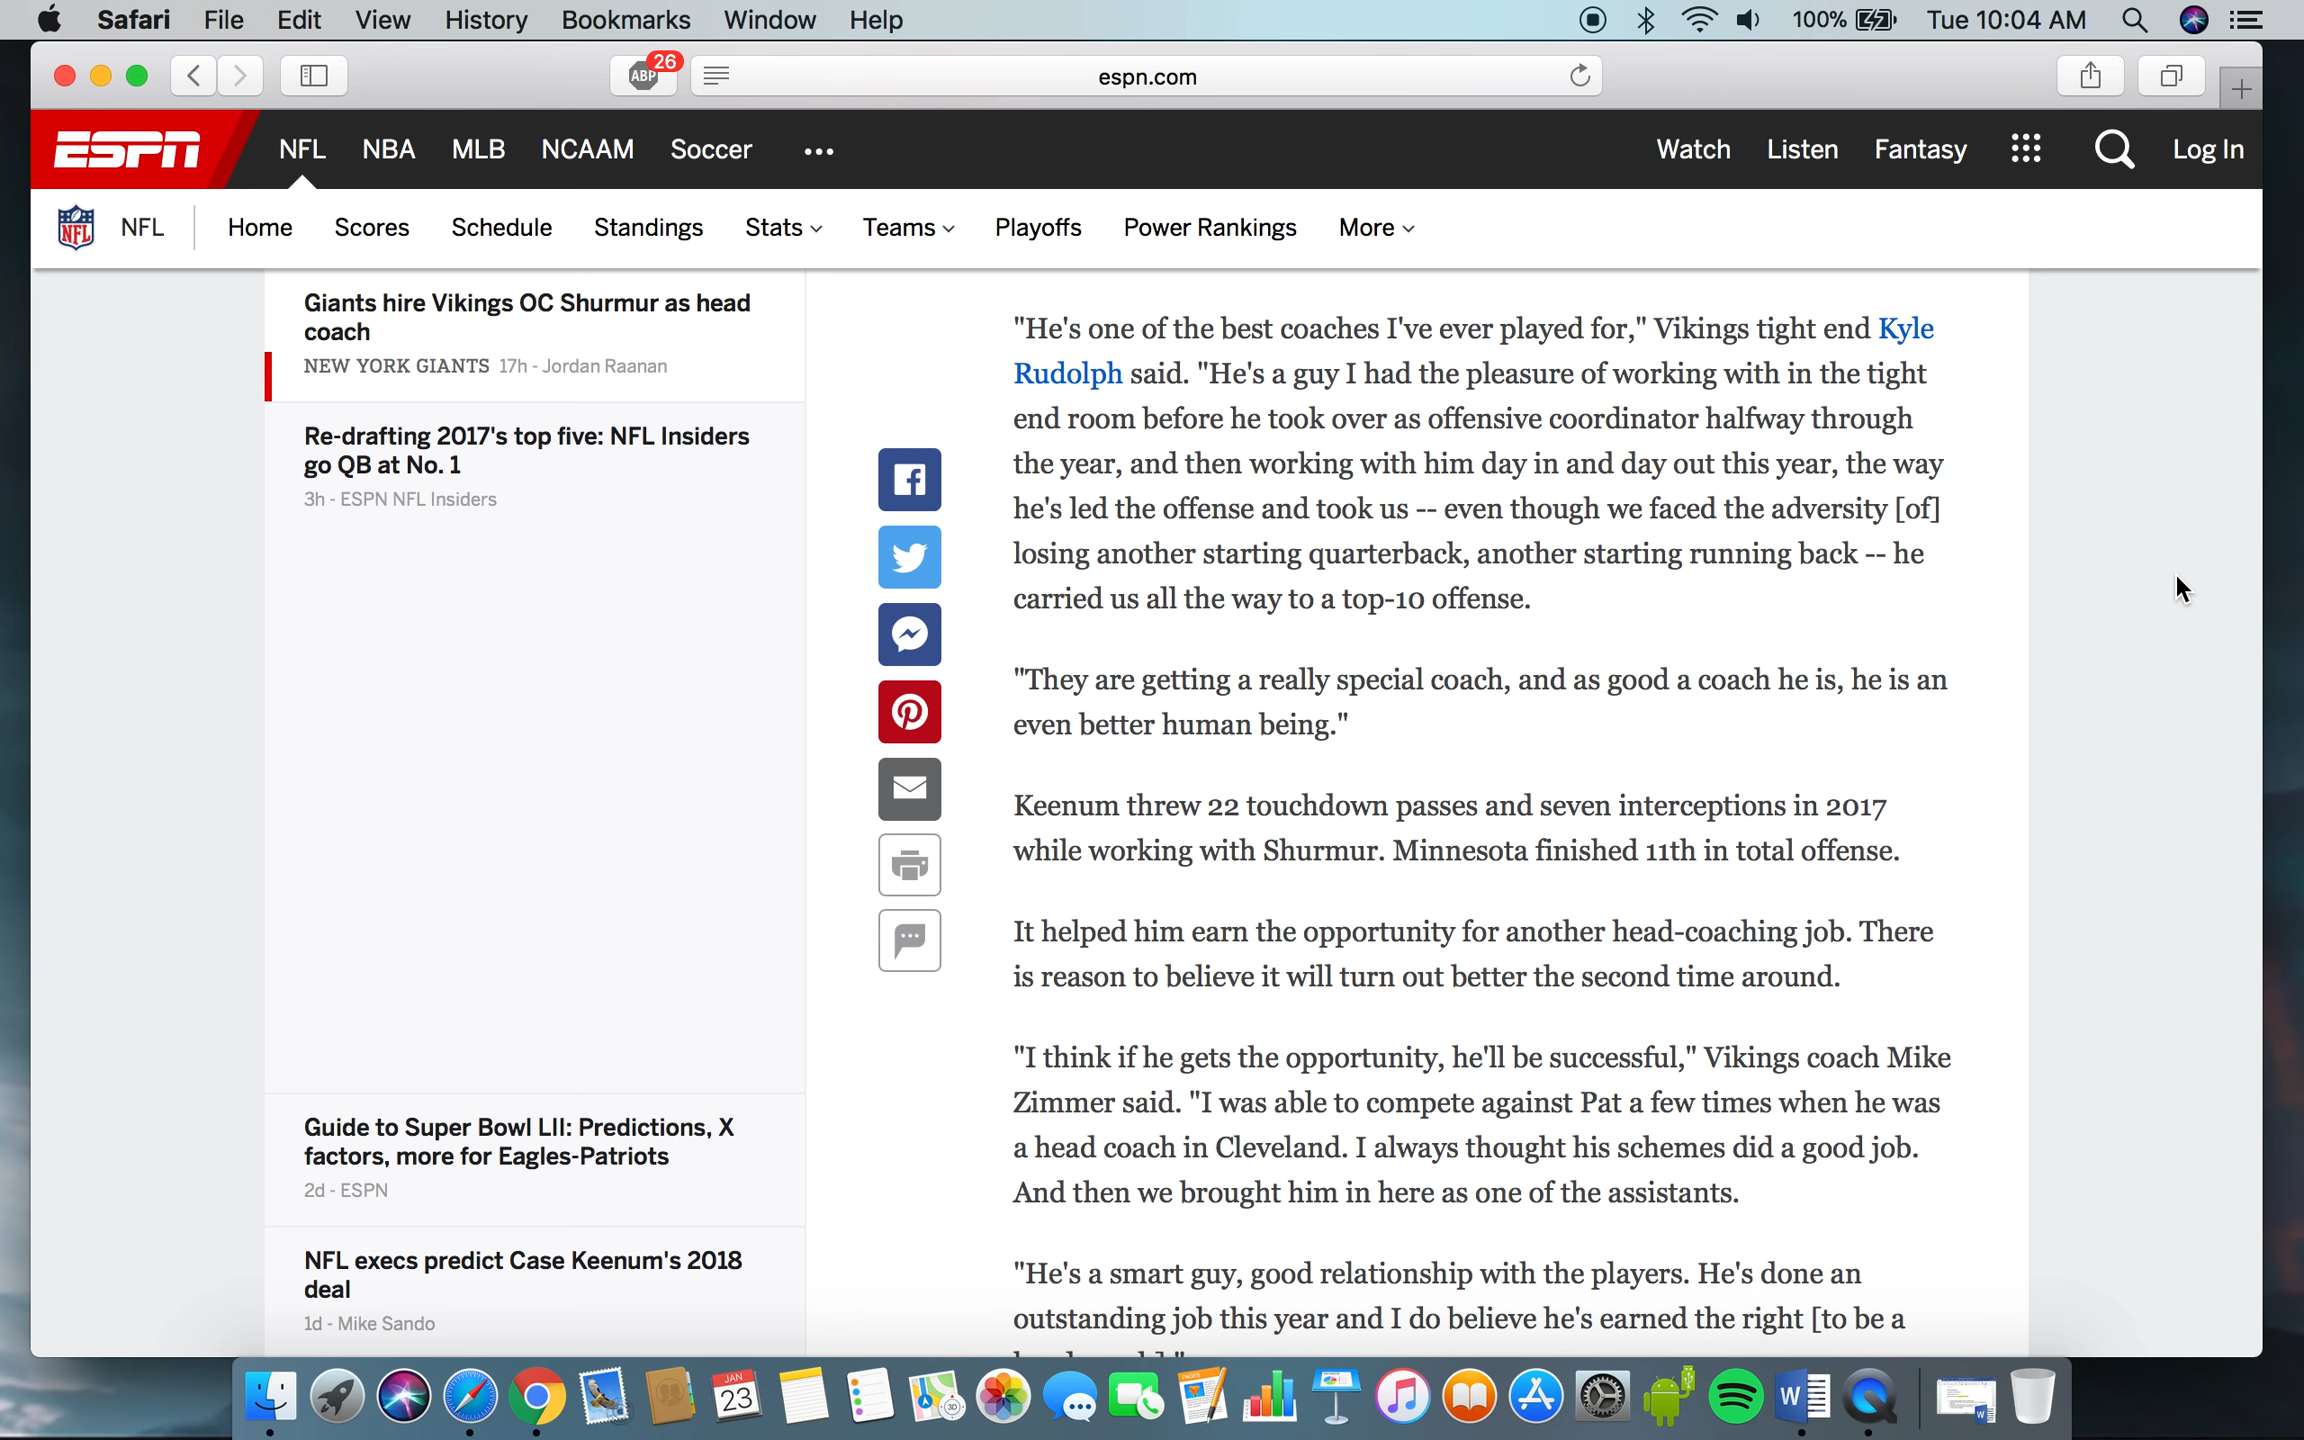 Safari File Edit View History Bookmarks Window Help 100% Tue 10:04 AM
ABP 26 espn.com
ESPN NFL NBA MLB NCAAM Soccer ••• Watch Listen Fantasy Log In
NFL NFL Home Scores Schedule Standings Stats Teams Playoffs Power Rankings More
Giants hire Vikings OC Shurmur as head
coach
NEW YORK GIANTS 17h - Jordan Raanan
Re-drafting 2017's top five: NFL Insiders
go QB at No. 1
3h - ESPN NFL Insiders
Guide to Super Bowl LII: Predictions, X
factors, more for Eagles-Patriots
2d - ESPN
NFL execs predict Case Keenum's 2018
deal
1d - Mike Sando
"He's one of the best coaches I've ever played for," Vikings tight end Kyle
Rudolph said. "He's a guy I had the pleasure of working with in the tight
end room before he took over as offensive coordinator halfway through
the year, and then working with him day in and day out this year, the way
he's led the offense and took us -- even though we faced the adversity [of]
losing another starting quarterback, another starting running back -- he
carried us all the way to a top-10 offense.
"They are getting a really special coach, and as good a coach he is, he is an
even better human being."
Keenum threw 22 touchdown passes and seven interceptions in 2017
while working with Shurmur. Minnesota finished 11th in total offense.
It helped him earn the opportunity for another head-coaching job. There
is reason to believe it will turn out better the second time around.
"I think if he gets the opportunity, he'll be successful," Vikings coach Mike
Zimmer said. "I was able to compete against Pat a few times when he was
a head coach in Cleveland. I always thought his schemes did a good job.
And then we brought him in here as one of the assistants.
"He's a smart guy, good relationship with the players. He's done an
outstanding job this year and I do believe he's earned the right [to be a
JAN
23
3D
PAGES
W
W